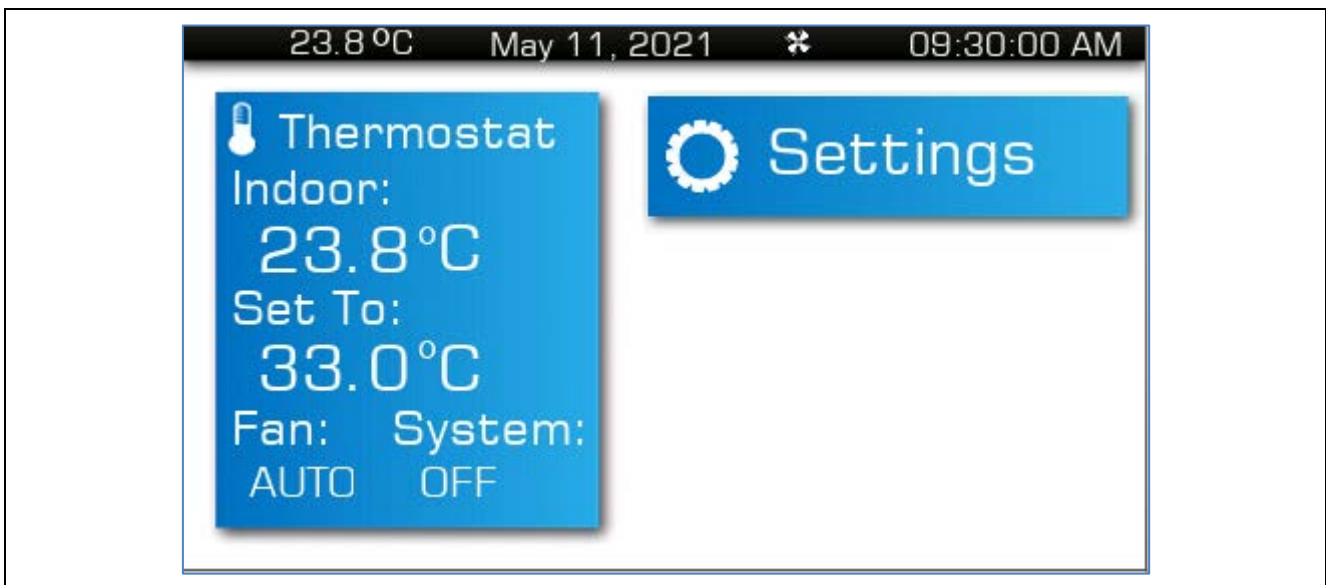 23.8 ºC May 11, 2021 09:30:00 AM
Thermostat
Indoor:
23.8°C
Set To:
33.0°C
Fan: System:
AUTO OFF
Settings